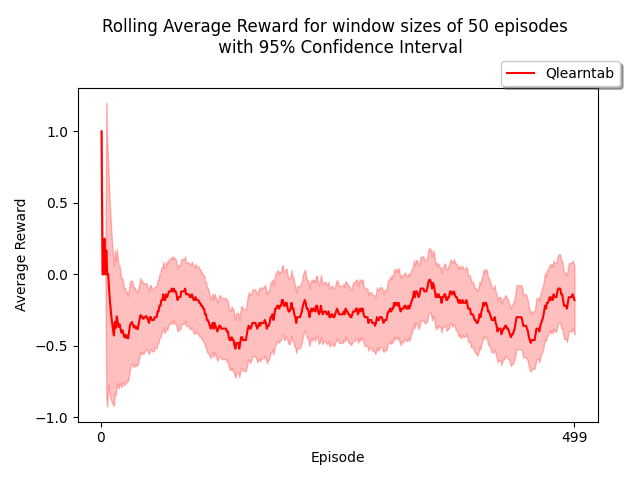 Rolling Average Reward for window sizes of 50 episodes
with 95% Confidence Interval
Qlearntab
Average Reward
1.0
0.5
0.0
−0.5
−1.0
0
499
Episode